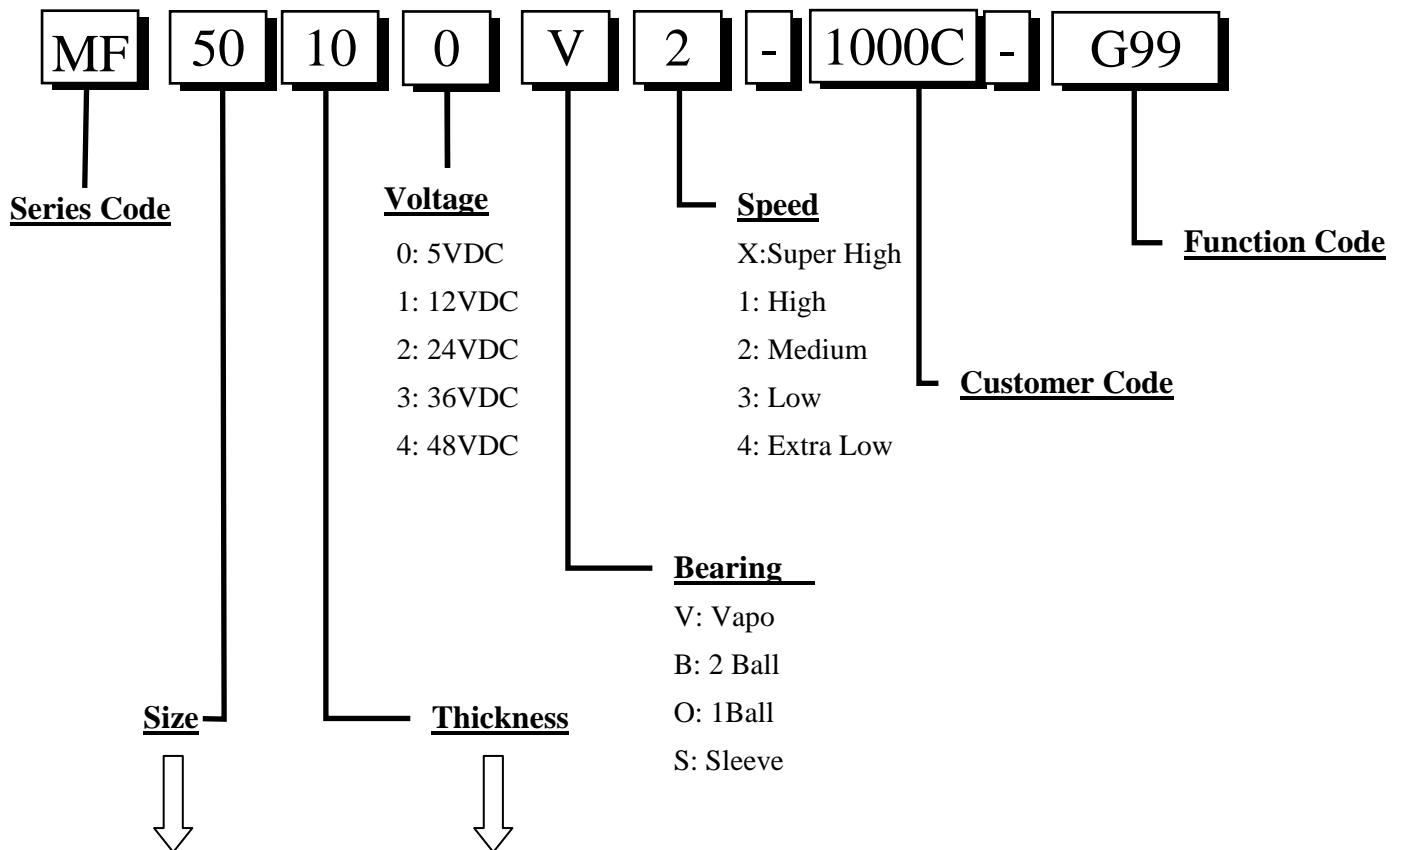 MF 50 10 0 V 2 - 1000C - G99
Series Code
Voltage
0: 5VDC
1: 12VDC
2: 24VDC
3: 36VDC
4: 48VDC
Speed
X:Super High
1: High
2: Medium
3: Low
4: Extra Low
Function Code
Customer Code
Bearing
V: Vapo
B: 2 Ball
O: 1Ball
S: Sleeve
Size
Thickness